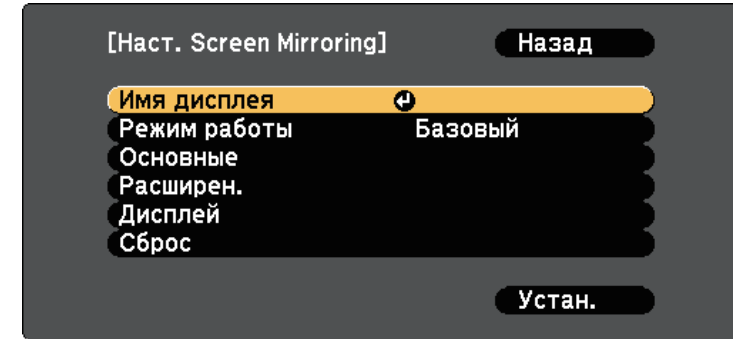 [Наст. Screen Mirroring] Назад
Имя дисплея
Режим работы Базовый
Основные
Расширен.
Дисплей
Сброс
Устан.